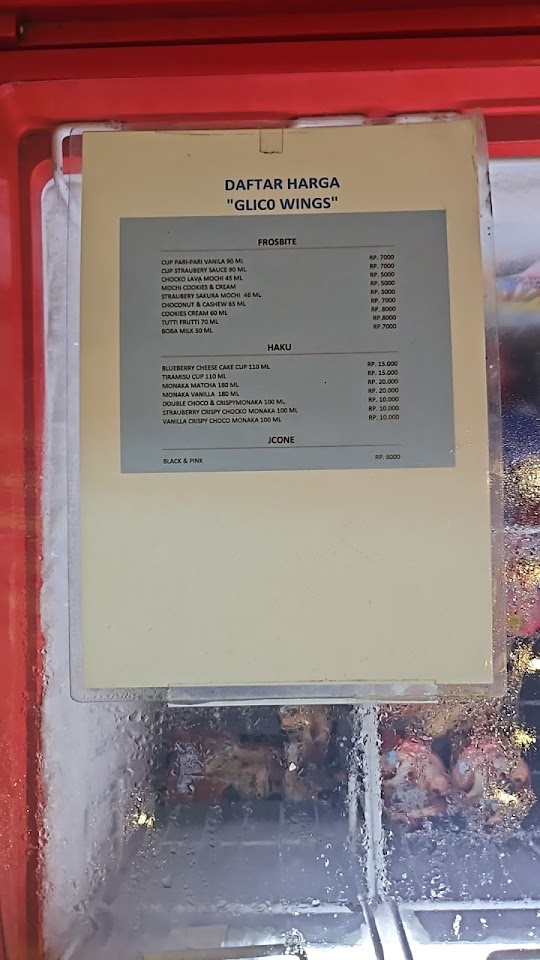 DAFTAR HARGA
"GLICO WINGS"
FROSBITE
CUP PARI-PARI VANILA 90 ML RP. 7000
CUP STRAUBERY SAUCE 90 ML RP. 7000
CHOCKO LAVA MOCHI 45 ML RP. 5000
MOCHI COOKIES & CREAM RP. 5000
STRAUBERY SAKURA MOCHI 46 ML RP. 5000
CHOCONUT & CASHEW 65 ML RP. 7000
COOKIES CREAM 60 ML RP. 8000
TUTTI FRUTTI 70 ML RP.8000
BOBA MILK 50 ML RP.7000
HAKU
BLUEBERRY CHEESE CAKE CUP 110 ML RP. 15.000
TIRAMISU CUP 110 ML RP. 15.000
MONAKA MATCHA 180 ML RP. 20.000
MONAKA VANILLA 180 ML RP. 20.000
DOUBLE CHOCO & CRISPYMONAKA 100 ML RP. 10.000
STRAUBERRY CRISPY CHOCKO MONAKA 100 ML RP. 10.000
VANILLA CRISPY CHOCO MONAKA 100 ML RP. 10.000
JCONE
BLACK & PINK RP. 8000